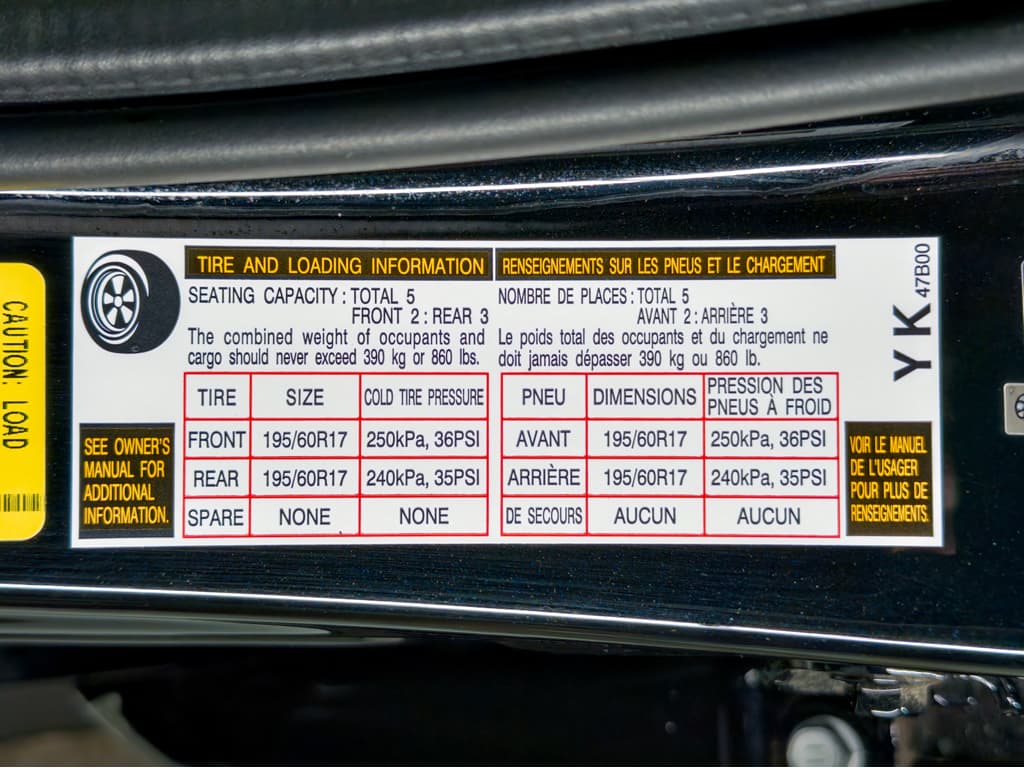 CAUTION: LOAD
TIRE AND LOADING INFORMATION
SEATING CAPACITY : TOTAL 5
FRONT 2 : REAR 3
The combined weight of occupants and
cargo should never exceed 390 kg or 860 lbs.
RENSEIGNEMENTS SUR LES PNEUS ET LE CHARGEMENT
NOMBRE DE PLACES : TOTAL 5
AVANT 2 : ARRIÈRE 3
Le poids total des occupants et du chargement ne
doit jamais dépasser 390 kg ou 860 lb.
TIRE SIZE COLD TIRE PRESSURE
FRONT 195/60R17 250kPa, 36PSI
REAR 195/60R17 240kPa, 35PSI
SPARE NONE NONE
PNEU DIMENSIONS PRESSION DES
PNEUS À FROID
AVANT 195/60R17 250kPa, 36PSI
ARRIÈRE 195/60R17 240kPa, 35PSI
DE SECOURS AUCUN AUCUN
SEE OWNER'S
MANUAL FOR
ADDITIONAL
INFORMATION.
VOIR LE MANUEL
DE L'USAGER
POUR PLUS DE
RENSEIGNEMENTS.
YK 47B00